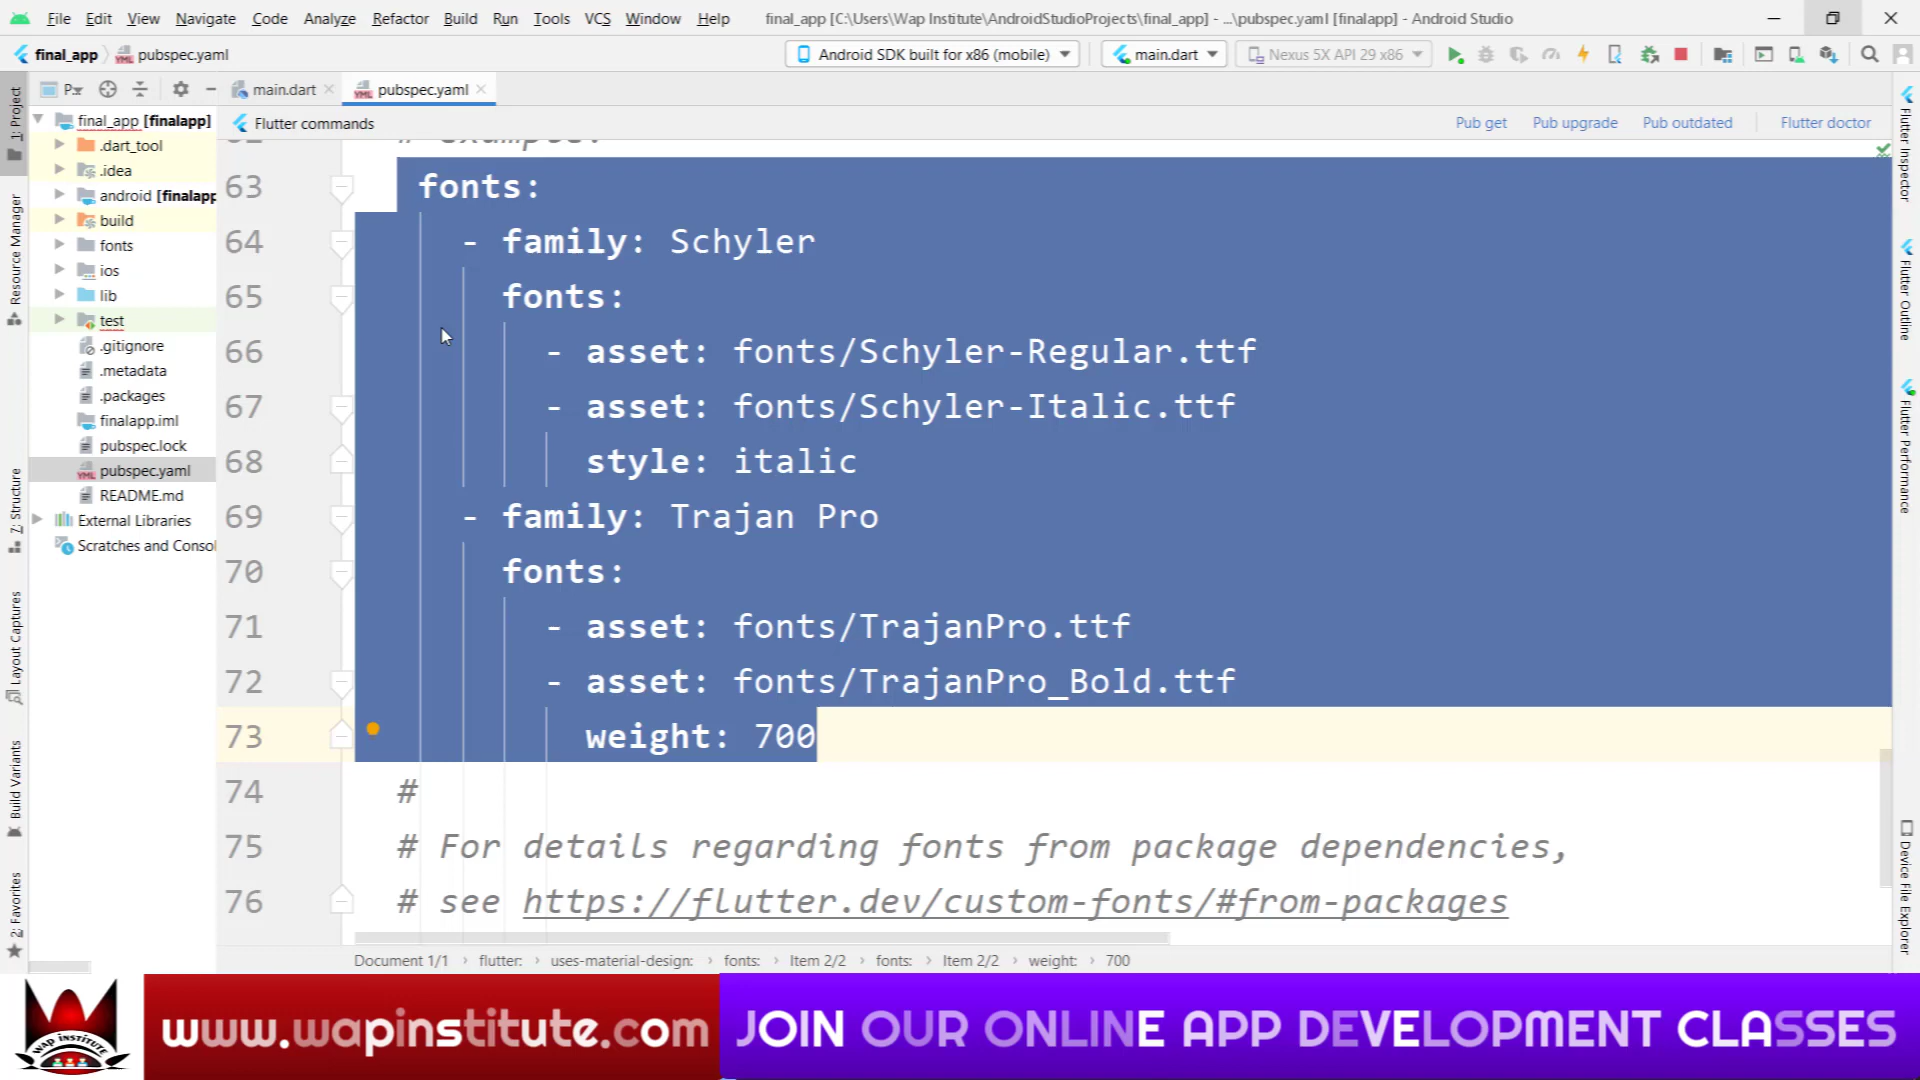 File Edit View Navigate Code Analyze Refactor Build Run Tools VCS Window Help final_app [C:\Users\Wap Institute\AndroidStudioProjects\final_app] - ...\pubspec.yaml [finalapp] - Android Studio
final_app pubspec.yaml Android SDK built for x86 (mobile) main.dart Nexus 5X API 29 x86
main.dart pubspec.yaml
Flutter commands Pub get Pub upgrade Pub outdated Flutter doctor
1: Project
Resource Manager
7: Structure
Layout Captures
Build Variants
2: Favorites
final_app [finalapp]
.dart_tool
.idea
android [finalapp
build
fonts
ios
lib
test
.gitignore
.metadata
.packages
finalapp.iml
pubspec.lock
pubspec.yaml
README.md
External Libraries
Scratches and Consol
63 fonts:
64 - family: Schyler
65 fonts:
66 - asset: fonts/Schyler-Regular.ttf
67 - asset: fonts/Schyler-Italic.ttf
68 style: italic
69 - family: Trajan Pro
70 fonts:
71 - asset: fonts/TrajanPro.ttf
72 - asset: fonts/TrajanPro_Bold.ttf
73 weight: 700
74 #
75 # For details regarding fonts from package dependencies,
76 # see https://flutter.dev/custom-fonts/#from-packages
Document 1/1 flutter: uses-material-design: fonts: Item 2/2 fonts: Item 2/2 weight: 700
Flutter Inspector
Flutter Outline
Flutter Performance
Device File Explorer
WAP INSTITUTE
www.wapinstitute.com
JOIN OUR ONLINE APP DEVELOPMENT CLASSES